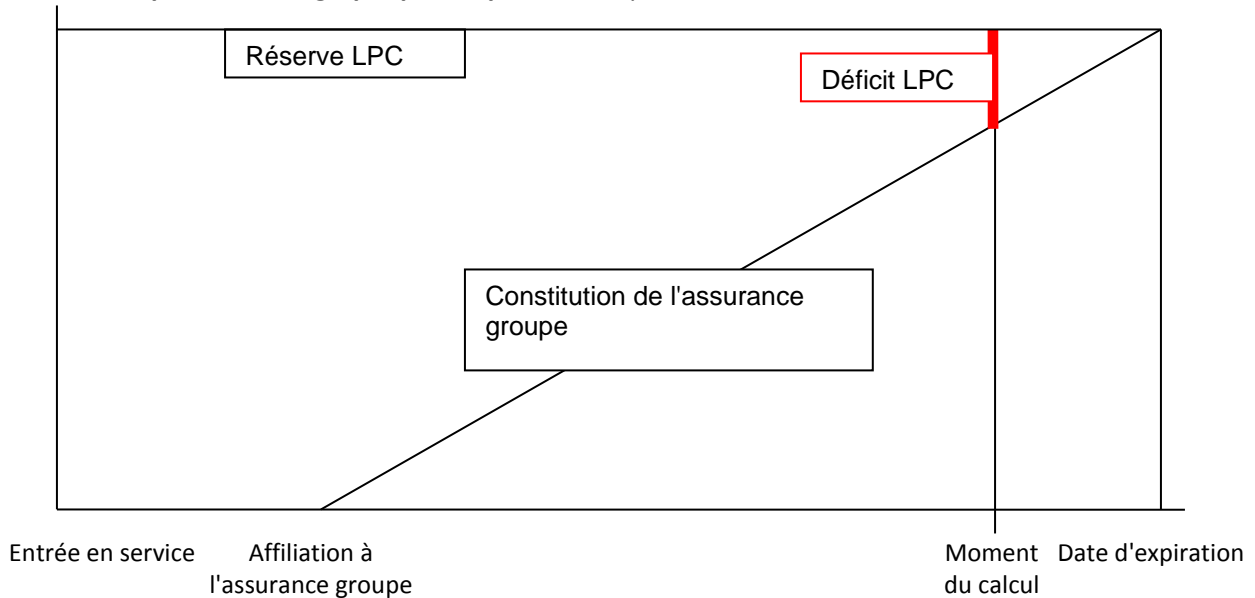 Réserve LPC
Déficit LPC
Constitution de l'assurance
groupe
Entrée en service
Affiliation à
l'assurance groupe
Moment
du calcul
Date d'expiration